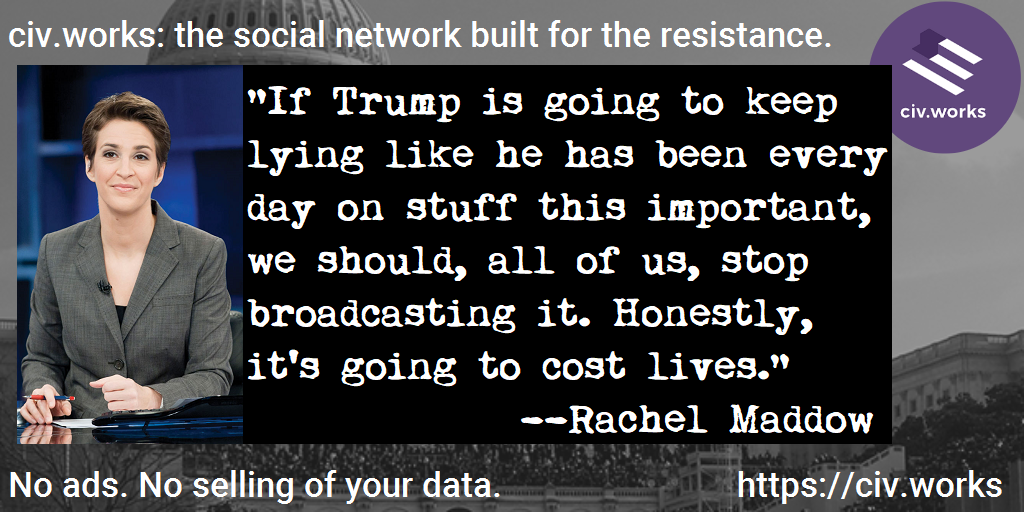 civ.works: the social network built for the resistance.
civ.works
"If Trump is going to keep
lying like he has been every
day on stuff this important,
we should, all of us, stop
broadcasting it. Honestly,
it's going to cost lives."
--Rachel Maddow
No ads. No selling of your data.
https://civ.works